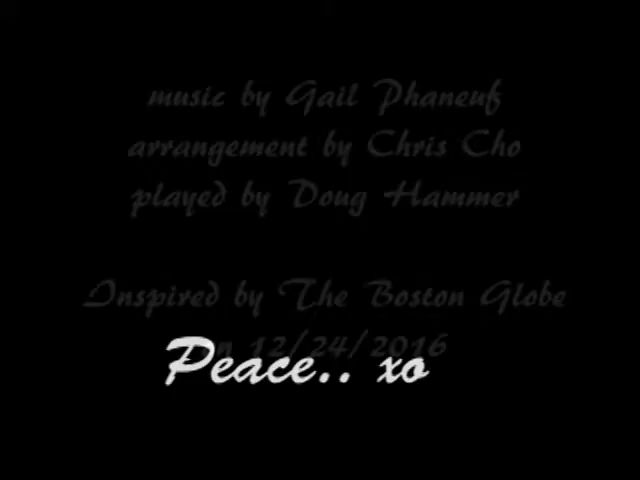 music by Gail Phaneuf
arrangement by Chris Cho
played by Doug Hammer
Inspired by The Boston Globe
on 12/24/2016
Peace.. xo